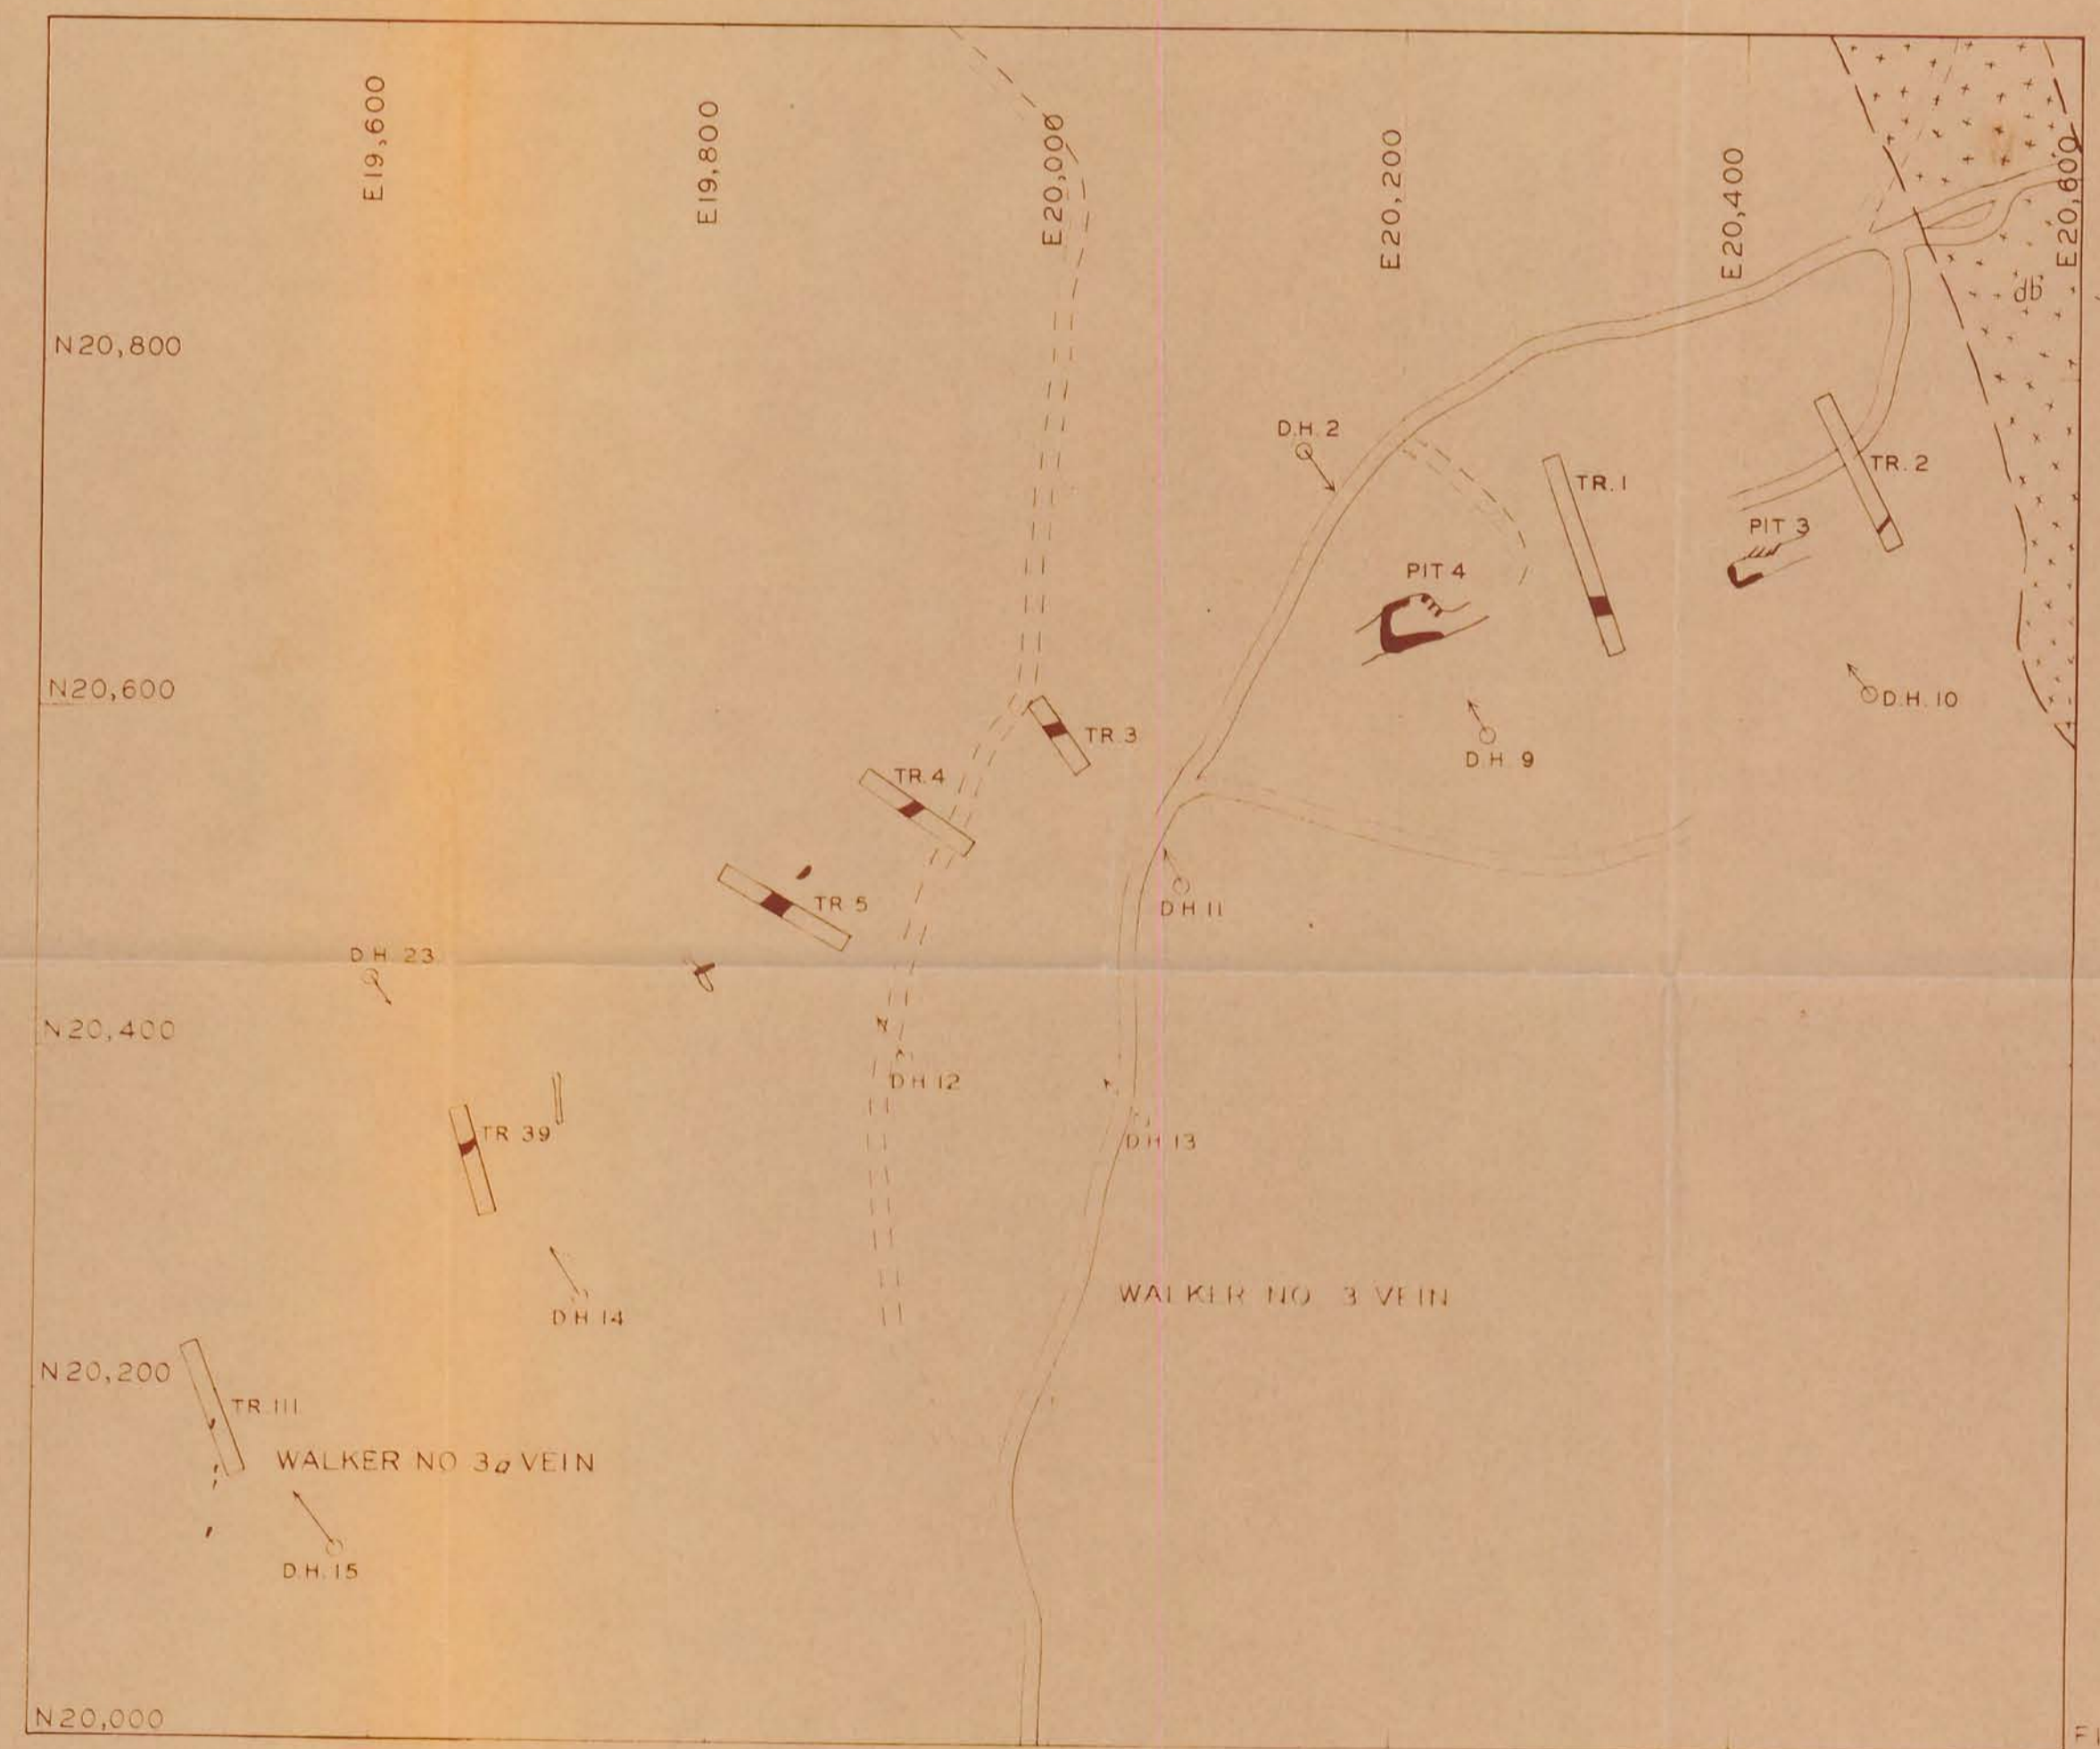 E19,600
E19,800
E20,000
E20,200
E20,400
E20,600
db
N20,800
D.H. 2
TR. 1
TR. 2
PIT 3
PIT 4
N20,600
D.H. 10
TR. 3
D.H. 9
TR. 4
TR 5
D H 11
D.H. 23
N20,400
D H 12
TR 39
D H 13
WALKER NO 3 VEIN
D H 14
N20,200
TR. 111
WALKER NO 3a VEIN
D.H. 15
N20,000